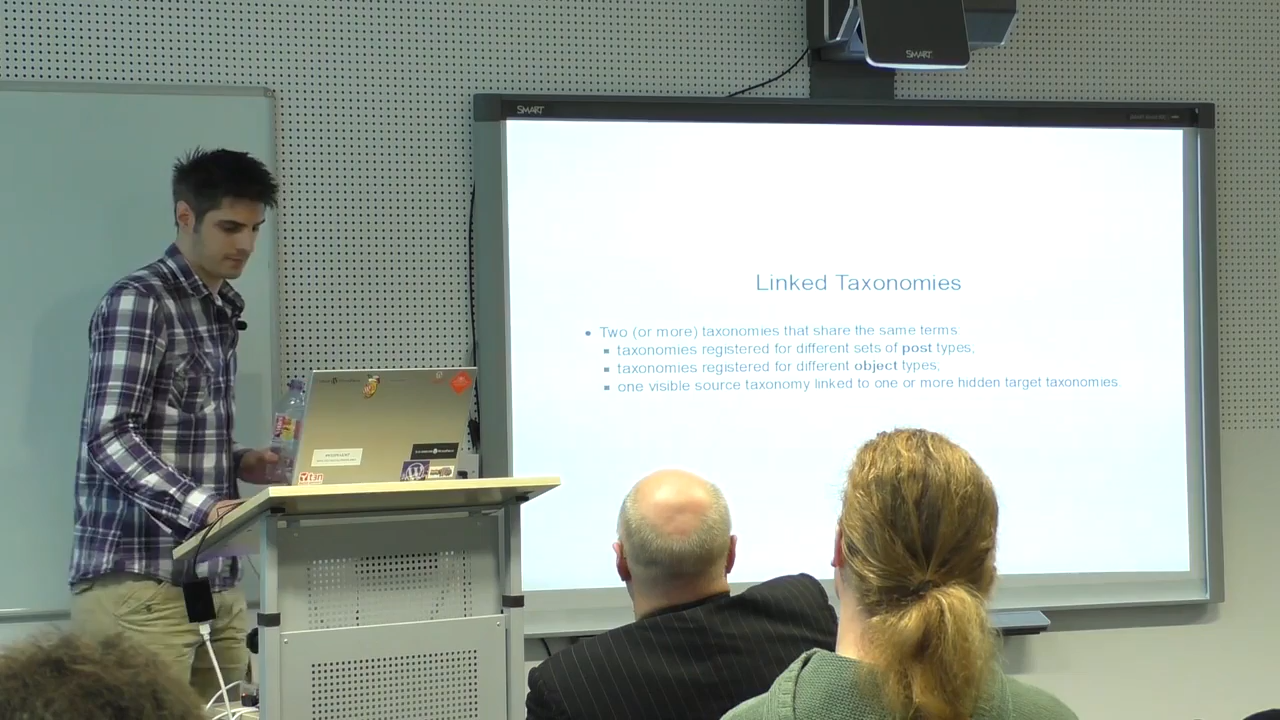 SMART
SMART
Linked Taxonomies
Two (or more) taxonomies that share the same terms
taxonomies registered for different sets of post types;
taxonomies registered for different object types;
one visible source taxonomy linked to one or more hidden target taxonomies.